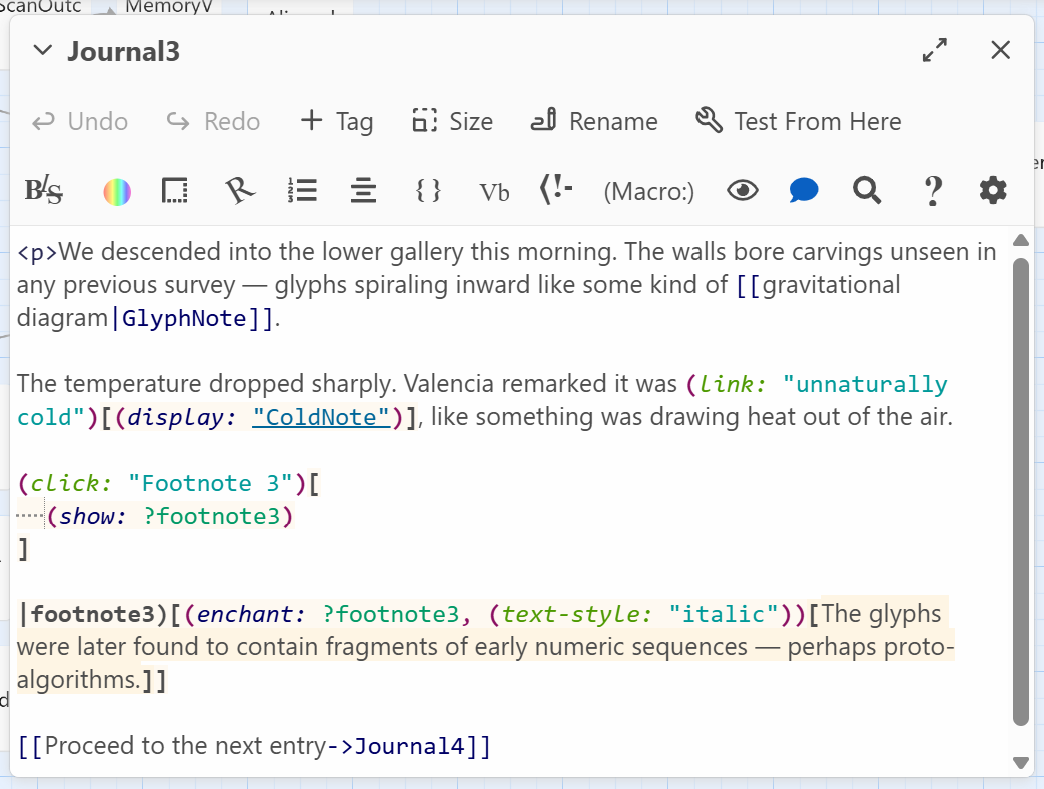 ScanOutc MemoryV
Journal3
Undo Redo + Tag Size Rename Test From Here
B/S { } Vb (!- (Macro:) ?
<p>We descended into the lower gallery this morning. The walls bore carvings unseen in
any previous survey — glyphs spiraling inward like some kind of [[gravitational
diagram|GlyphNote]].
The temperature dropped sharply. Valencia remarked it was (link: "unnaturally
cold")[(display: "ColdNote")], like something was drawing heat out of the air.
(click: "Footnote 3")[
(show: ?footnote3)
]
|footnote3)[(enchant: ?footnote3, (text-style: "italic"))[The glyphs
were later found to contain fragments of early numeric sequences — perhaps proto-
algorithms.]]
[[Proceed to the next entry->Journal4]]